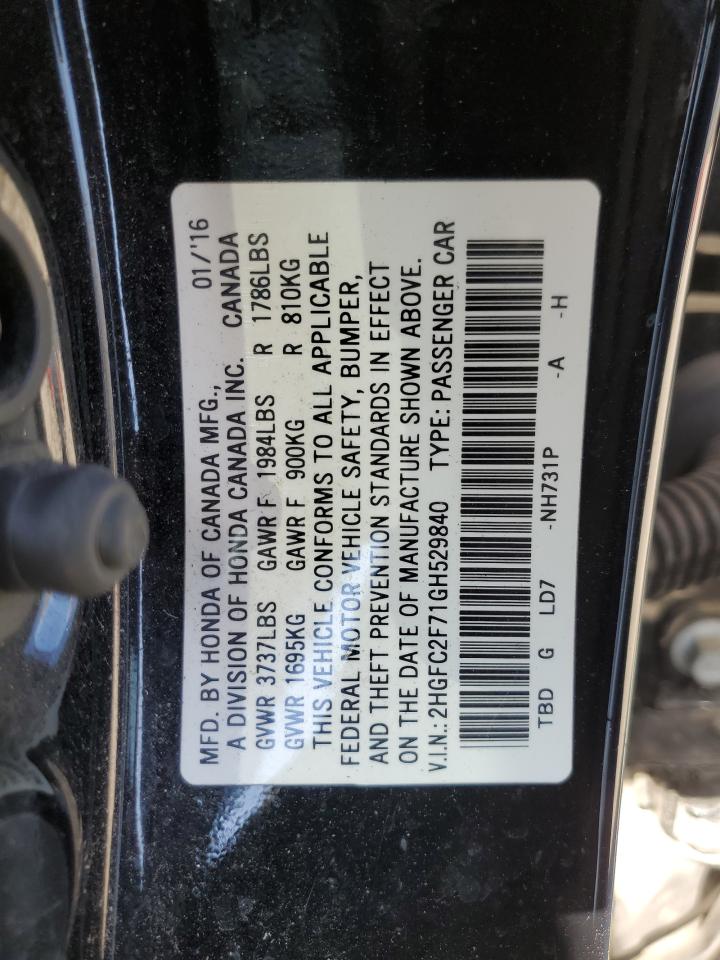 MFD. BY HONDA OF CANADA MFG., 01/'16
A DIVISION OF HONDA CANADA INC. CANADA
GVWR 3737LBS GAWR F 1984LBS R 1786LBS
GVWR 1695KG GAWR F 900KG R 810KG
THIS VEHICLE CONFORMS TO ALL APPLICABLE
FEDERAL MOTOR VEHICLE SAFETY, BUMPER,
AND THEFT PREVENTION STANDARDS IN EFFECT
ON THE DATE OF MANUFACTURE SHOWN ABOVE.
V.I.N.: 2HGFC2F71GH529840 TYPE: PASSENGER CAR
TBD G LD7 -NH731P -A -H